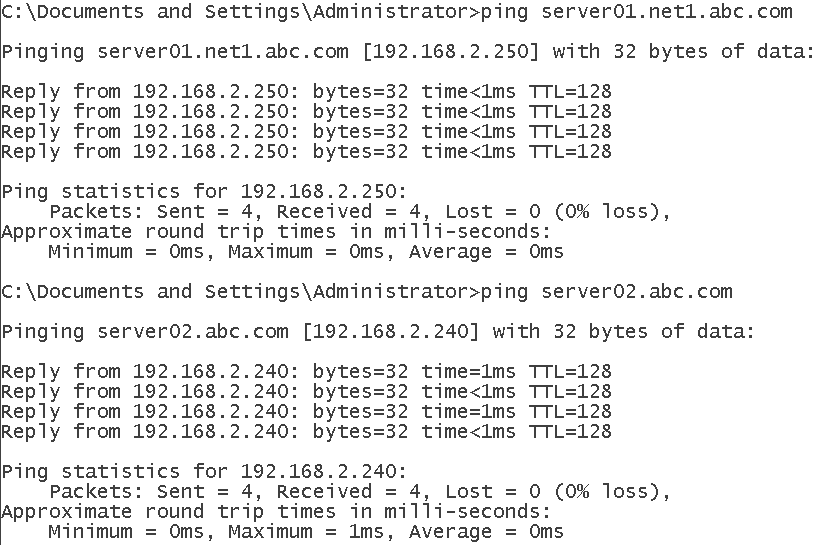 C:\Documents and Settings\Administrator>ping server01.net1.abc.com
Pinging server01.net1.abc.com [192.168.2.250] with 32 bytes of data:
Reply from 192.168.2.250: bytes=32 time<1ms TTL=128
Reply from 192.168.2.250: bytes=32 time<1ms TTL=128
Reply from 192.168.2.250: bytes=32 time<1ms TTL=128
Reply from 192.168.2.250: bytes=32 time<1ms TTL=128
Ping statistics for 192.168.2.250:
    Packets: Sent = 4, Received = 4, Lost = 0 (0% loss),
Approximate round trip times in milli-seconds:
    Minimum = 0ms, Maximum = 0ms, Average = 0ms
C:\Documents and Settings\Administrator>ping server02.abc.com
Pinging server02.abc.com [192.168.2.240] with 32 bytes of data:
Reply from 192.168.2.240: bytes=32 time=1ms TTL=128
Reply from 192.168.2.240: bytes=32 time<1ms TTL=128
Reply from 192.168.2.240: bytes=32 time=1ms TTL=128
Reply from 192.168.2.240: bytes=32 time<1ms TTL=128
Ping statistics for 192.168.2.240:
    Packets: Sent = 4, Received = 4, Lost = 0 (0% loss),
Approximate round trip times in milli-seconds:
    Minimum = 0ms, Maximum = 1ms, Average = 0ms